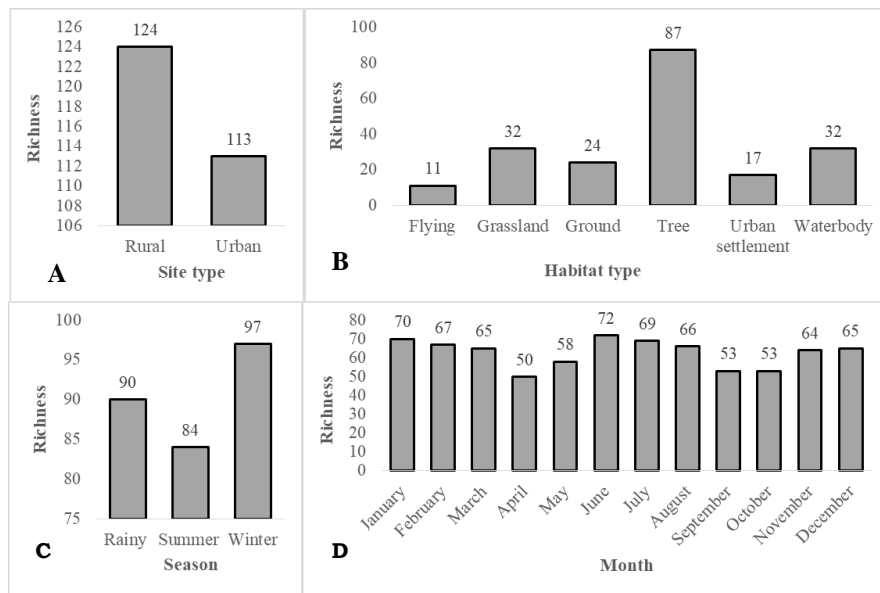 126
124
122
120
118
116
114
112
110
108
106
Richness
124
113
Rural Urban
A
Site type
100
80
60
40
20
0
Richness
11
32
24
87
17
32
Flying Grassland Ground Tree Urban settlement Waterbody
B
Habitat type
100
95
90
85
80
75
Richness
90
84
97
Rainy Summer Winter
C
Season
80
70
60
50
40
30
20
10
0
Richness
70 67 65 50 58 72 69 66 53 53 64 65
January
February
March
April
May
June
July
August
September
October
November
December
D
Month